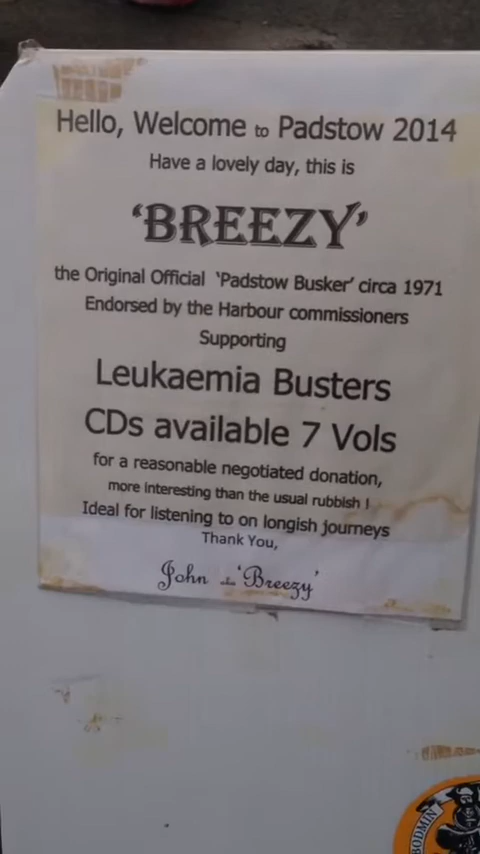 Hello, Welcome to Padstow 2014
Have a lovely day, this is
‘BREEZY’
the Original Official ‘Padstow Busker’ circa 1971
Endorsed by the Harbour commissioners
Supporting
Leukaemia Busters
CDs available 7 Vols
for a reasonable negotiated donation,
more interesting than the usual rubbish !
Ideal for listening to on longish journeys
Thank You,
John aka ‘Breezy’
BODMIN